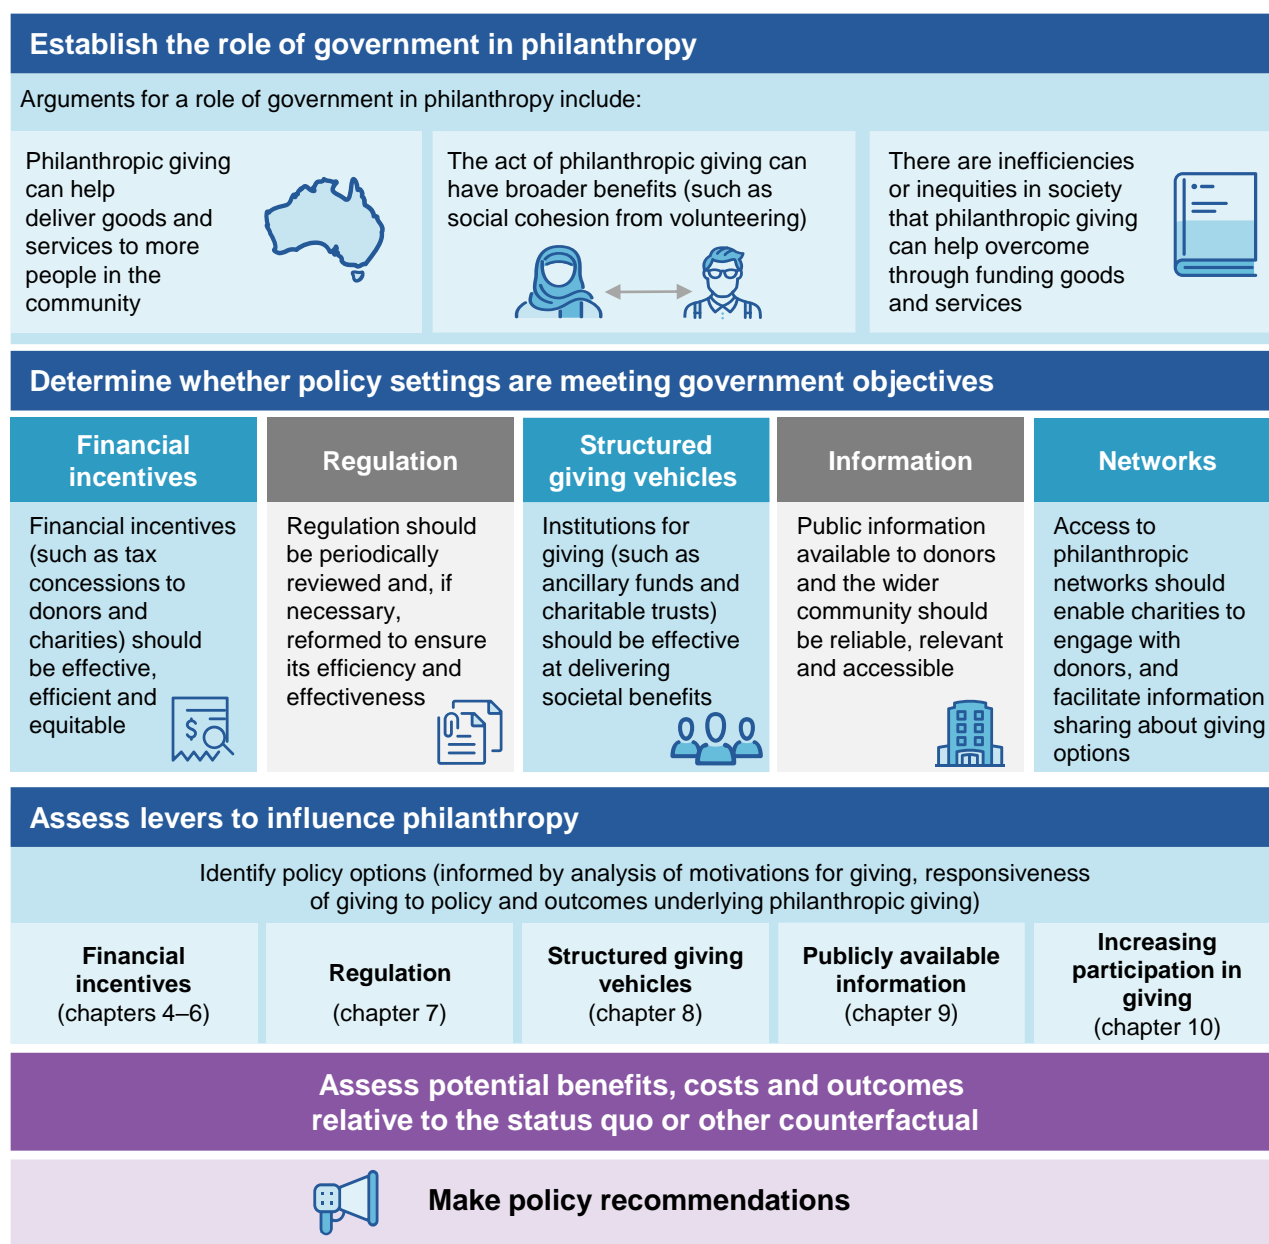 Establish the role of government in philanthropy
Arguments for a role of government in philanthropy include:
Philanthropic giving
can help
deliver goods and
services to more
people in the
community
The act of philanthropic giving can
have broader benefits (such as
social cohesion from volunteering)
There are inefficiencies
or inequities in society
that philanthropic giving
can help overcome
through funding goods
and services
Determine whether policy settings are meeting government objectives
Financial
incentives
Financial incentives
(such as tax
concessions to
donors and
charities) should
be effective,
efficient and
equitable
$
Regulation
Regulation should
be periodically
reviewed and, if
necessary,
reformed to ensure
its efficiency and
effectiveness
Structured
giving vehicles
Institutions for
giving (such as
ancillary funds and
charitable trusts)
should be effective
at delivering
societal benefits
Information
Public information
available to donors
and the wider
community should
be reliable, relevant
and accessible
Networks
Access to
philanthropic
networks should
enable charities to
engage with
donors, and
facilitate information
sharing about giving
options
Assess levers to influence philanthropy
Identify policy options (informed by analysis of motivations for giving, responsiveness
of giving to policy and outcomes underlying philanthropic giving)
Financial
incentives
(chapters 4–6)
Regulation
(chapter 7)
Structured giving
vehicles
(chapter 8)
Publicly available
information
(chapter 9)
Increasing
participation in
giving
(chapter 10)
Assess potential benefits, costs and outcomes
relative to the status quo or other counterfactual
Make policy recommendations